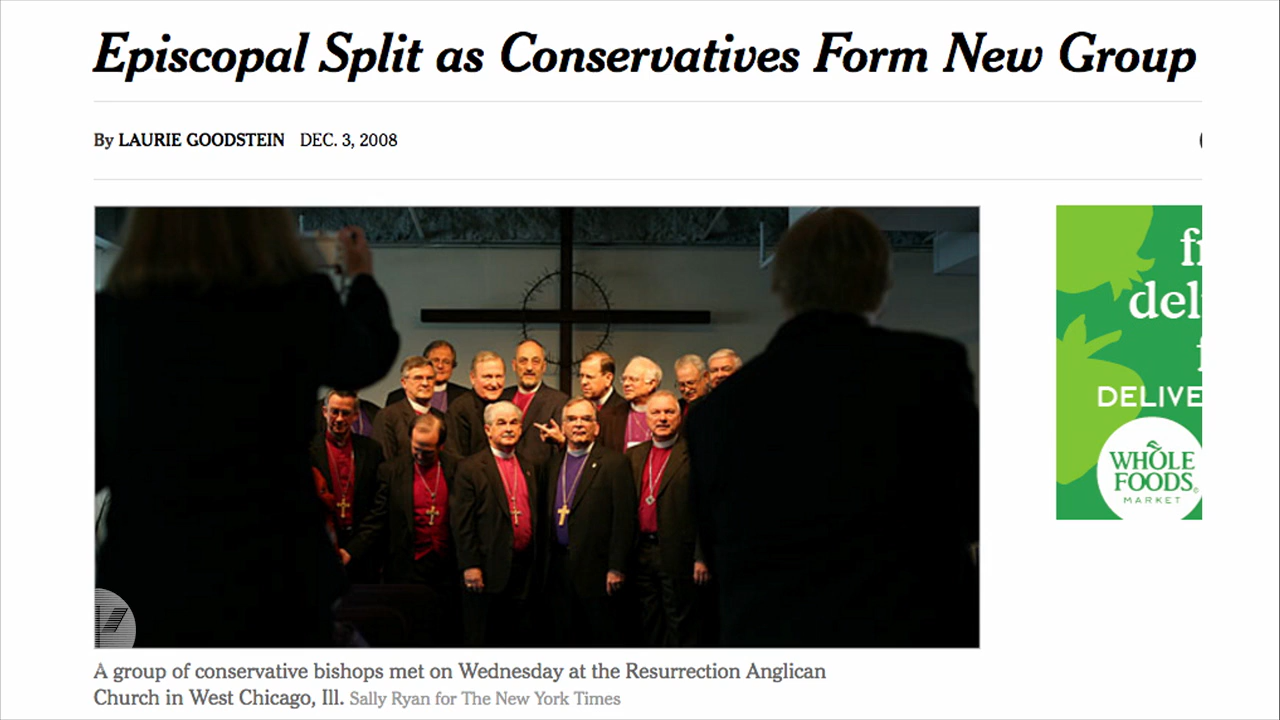 Episcopal Split as Conservatives Form New Group
By LAURIE GOODSTEIN DEC. 3, 2008
DELIVE
WHOLE
FOODS
MARKET
A group of conservative bishops met on Wednesday at the Resurrection Anglican
Church in West Chicago, Ill. Sally Ryan for The New York Times